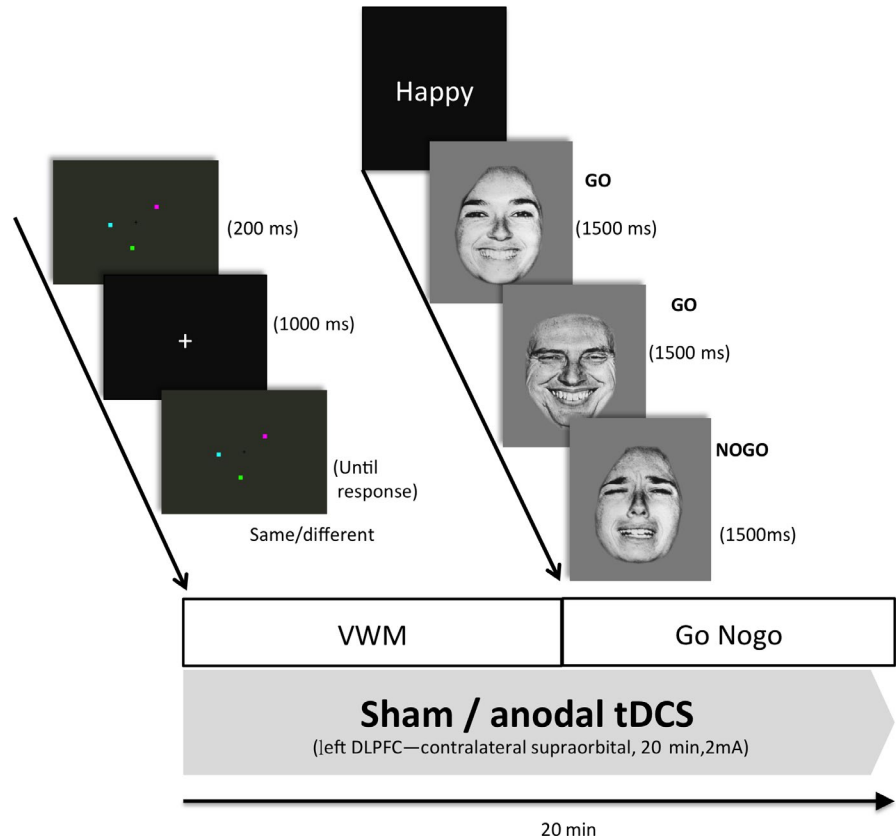 Happy
GO
(200 ms)
(1500 ms)
GO
(1000 ms)
(1500 ms)
+
NOGO
(Until
response)
Same/different
(1500ms)
VWM
Go Nogo
Sham / anodal tDCS
(left DLPFC—contralateral supraorbital, 20 min,2mA)
20 min